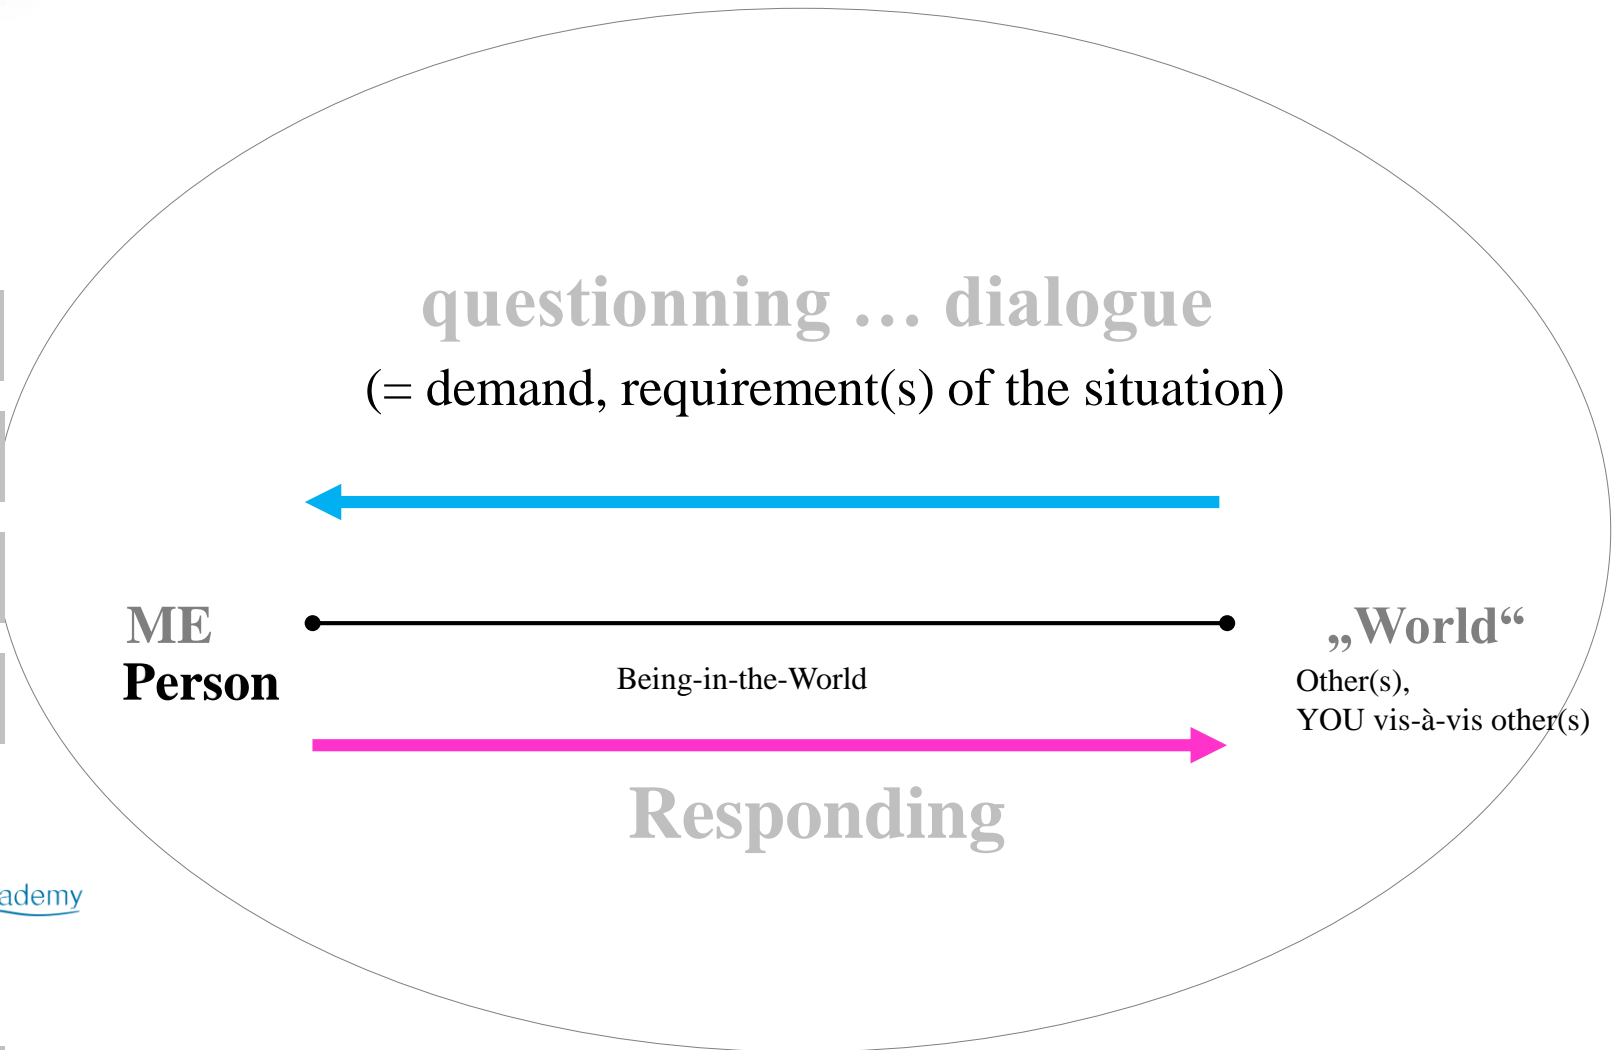 questionning … dialogue
(= demand, requirement(s) of the situation)
ME
Person
Being-in-the-World
„World“
Other(s),
YOU vis-à-vis other(s)
Responding
ademy